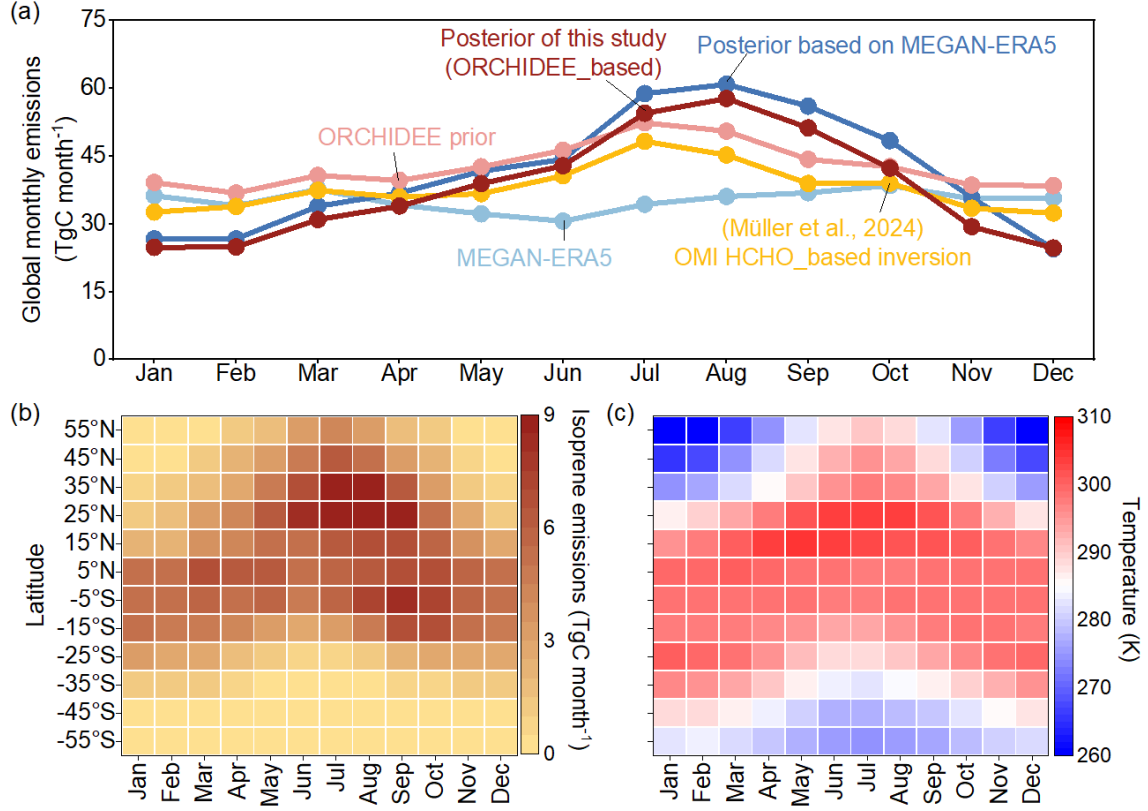 (a)
Global monthly emissions
(TgC month⁻¹)
75
60
45
30
15
0
Posterior of this study
(ORCHIDEE_based)
Posterior based on MEGAN-ERA5
ORCHIDEE prior
MEGAN-ERA5
(Müller et al., 2024)
OMI HCHO_based inversion
Jan Feb Mar Apr May Jun Jul Aug Sep Oct Nov Dec
(b)
Latitude
55°N
45°N
35°N
25°N
15°N
5°N
-5°S
-15°S
-25°S
-35°S
-45°S
-55°S
Jan Feb Mar Apr May Jun Jul Aug Sep Oct Nov Dec
9
6
3
0
Isoprene emissions (TgC month⁻¹)
(c)
Jan Feb Mar Apr May Jun Jul Aug Sep Oct Nov Dec
310
300
290
280
270
260
Temperature (K)